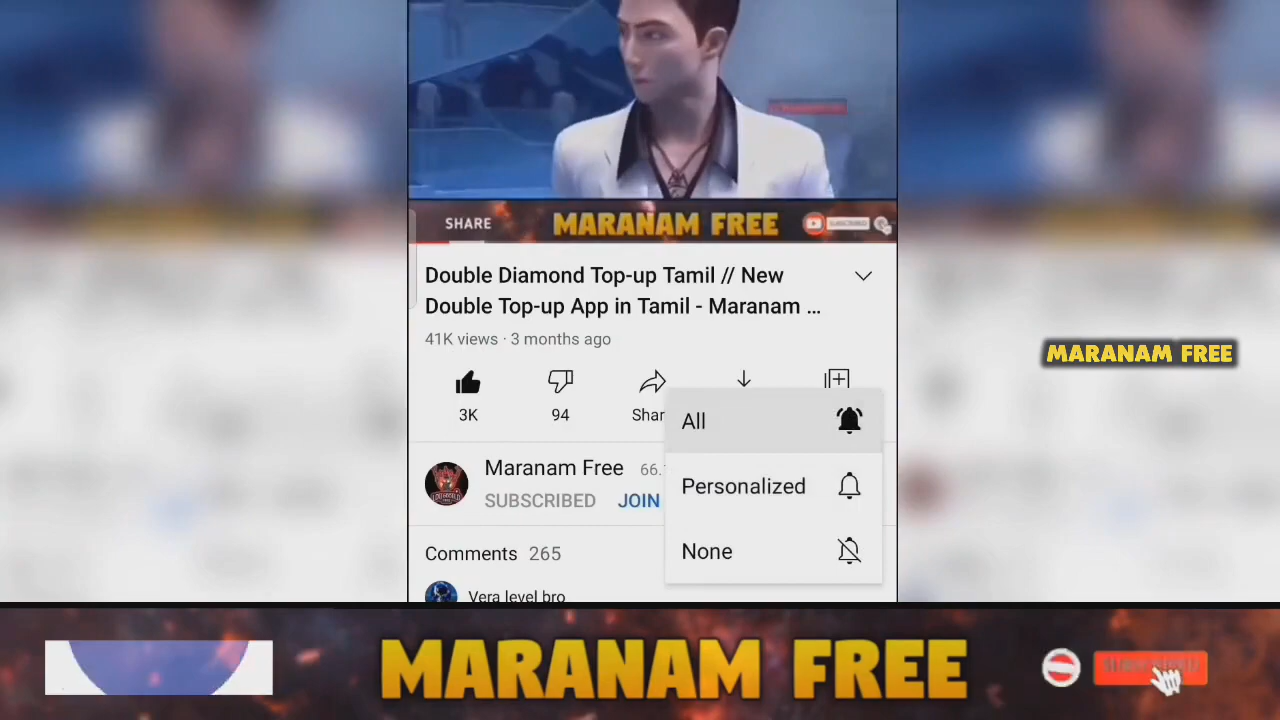 SHARE
MARANAM FREE
SUBSCRIBED
Double Diamond Top-up Tamil // New
Double Top-up App in Tamil - Maranam ...
41K views · 3 months ago
MARANAM FREE
3K
94
Shar
All
Maranam Free 66.
Personalized
SUBSCRIBED JOIN
Comments 265
None
Vera level bro
MARANAM FREE